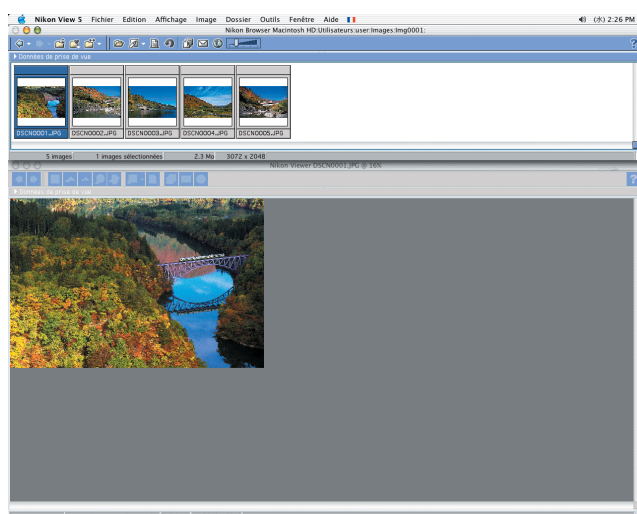 Nikon View 5 Fichier Edition Affichage Image Dossier Outils Fenêtre Aide (水) 2:26 PM
Nikon Browser Macintosh HD:Utilisateurs:user:Images:Img0001:
?
Données de prise de vue
DSCN0001.JPG DSCN0002.JPG DSCN0003.JPG DSCN0004.JPG DSCN0005.JPG
5 images 1 images sélectionnées 2.3 Mo 3072 x 2048
Nikon Viewer DSCN0001.JPG @ 16%
?
Données de prise de vue